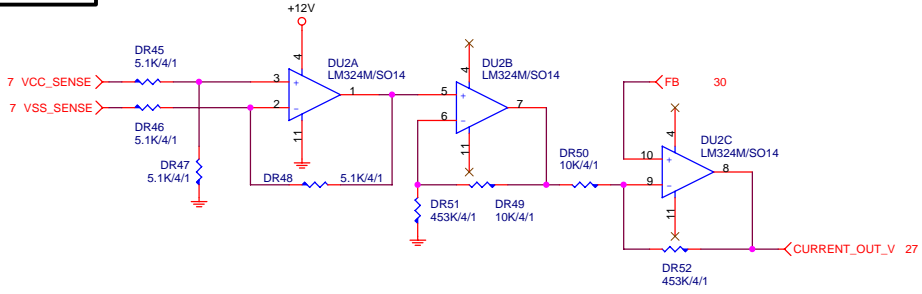 +12V
DR45
5.1K/4/1
7 VCC_SENSE
7 VSS_SENSE
DR46
5.1K/4/1
DR47
5.1K/4/1
DR48
5.1K/4/1
3
2
4
11
1
+
-
DU2A
LM324M/SO14
5
6
4
11
7
+
-
DU2B
LM324M/SO14
DR51
453K/4/1
DR49
10K/4/1
DR50
10K/4/1
FB 30
10
9
4
11
8
+
-
DU2C
LM324M/SO14
DR52
453K/4/1
CURRENT_OUT_V 27